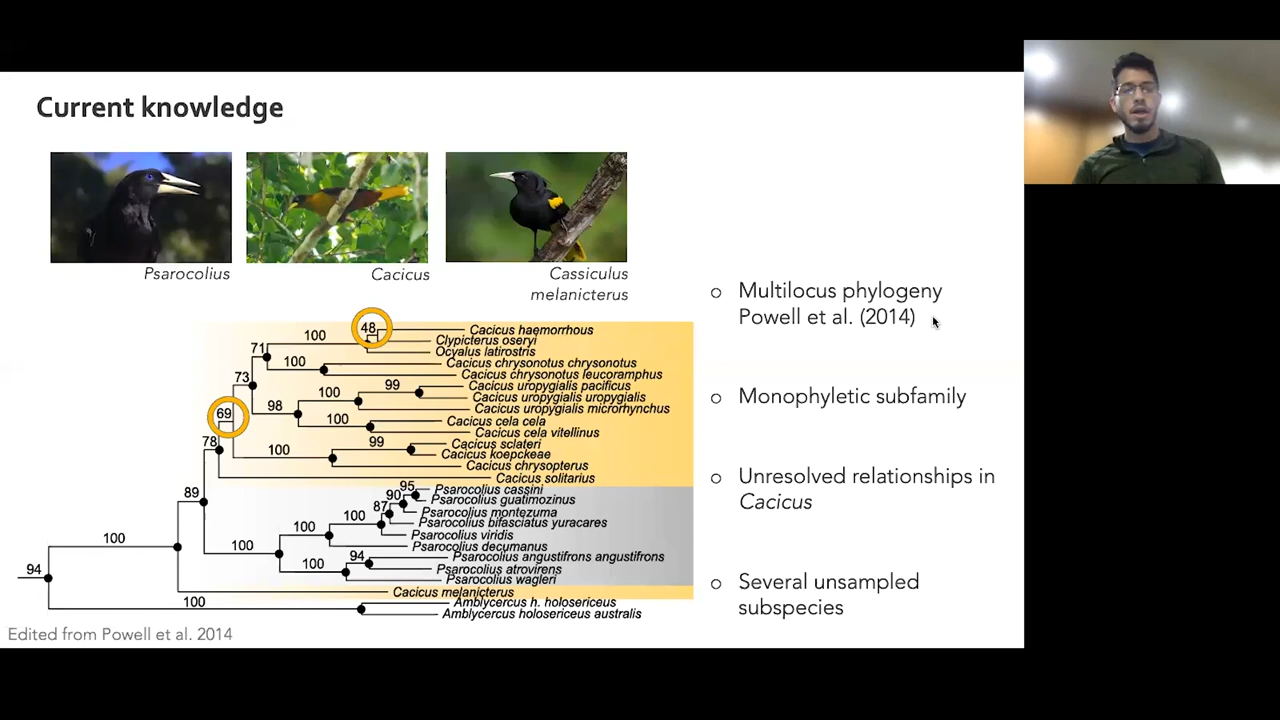 Current knowledge
Psarocolius
Cacicus
Cassiculus
melanicterus
Multilocus phylogeny
Powell et al. (2014)
Monophyletic subfamily
Unresolved relationships in
Cacicus
Several unsampled
subspecies
48
100
71
100
73
99
100
98
100
69
99
100
78
95
90
87
100
89
100
100
94
100
100
94
100
Cacicus haemorrhous
Clypicterus oseryi
Ocyalus latirostris
Cacicus chrysonotus chrysonotus
Cacicus chrysonotus leucoramphus
Cacicus uropygialis pacificus
Cacicus uropygialis uropygialis
Cacicus uropygialis microrhynchus
Cacicus cela cela
Cacicus cela vitellinus
Cacicus sclateri
Cacicus koepckeae
Cacicus chrysopterus
Cacicus solitarius
Psarocolius cassini
Psarocolius guatimozinus
Psarocolius montezuma
Psarocolius bifasciatus yuracares
Psarocolius viridis
Psarocolius decumanus
Psarocolius angustifrons angustifrons
Psarocolius atrovirens
Psarocolius wagleri
Cacicus melanicterus
Amblycercus h. holosericeus
Amblycercus holosericeus australis
Edited from Powell et al. 2014